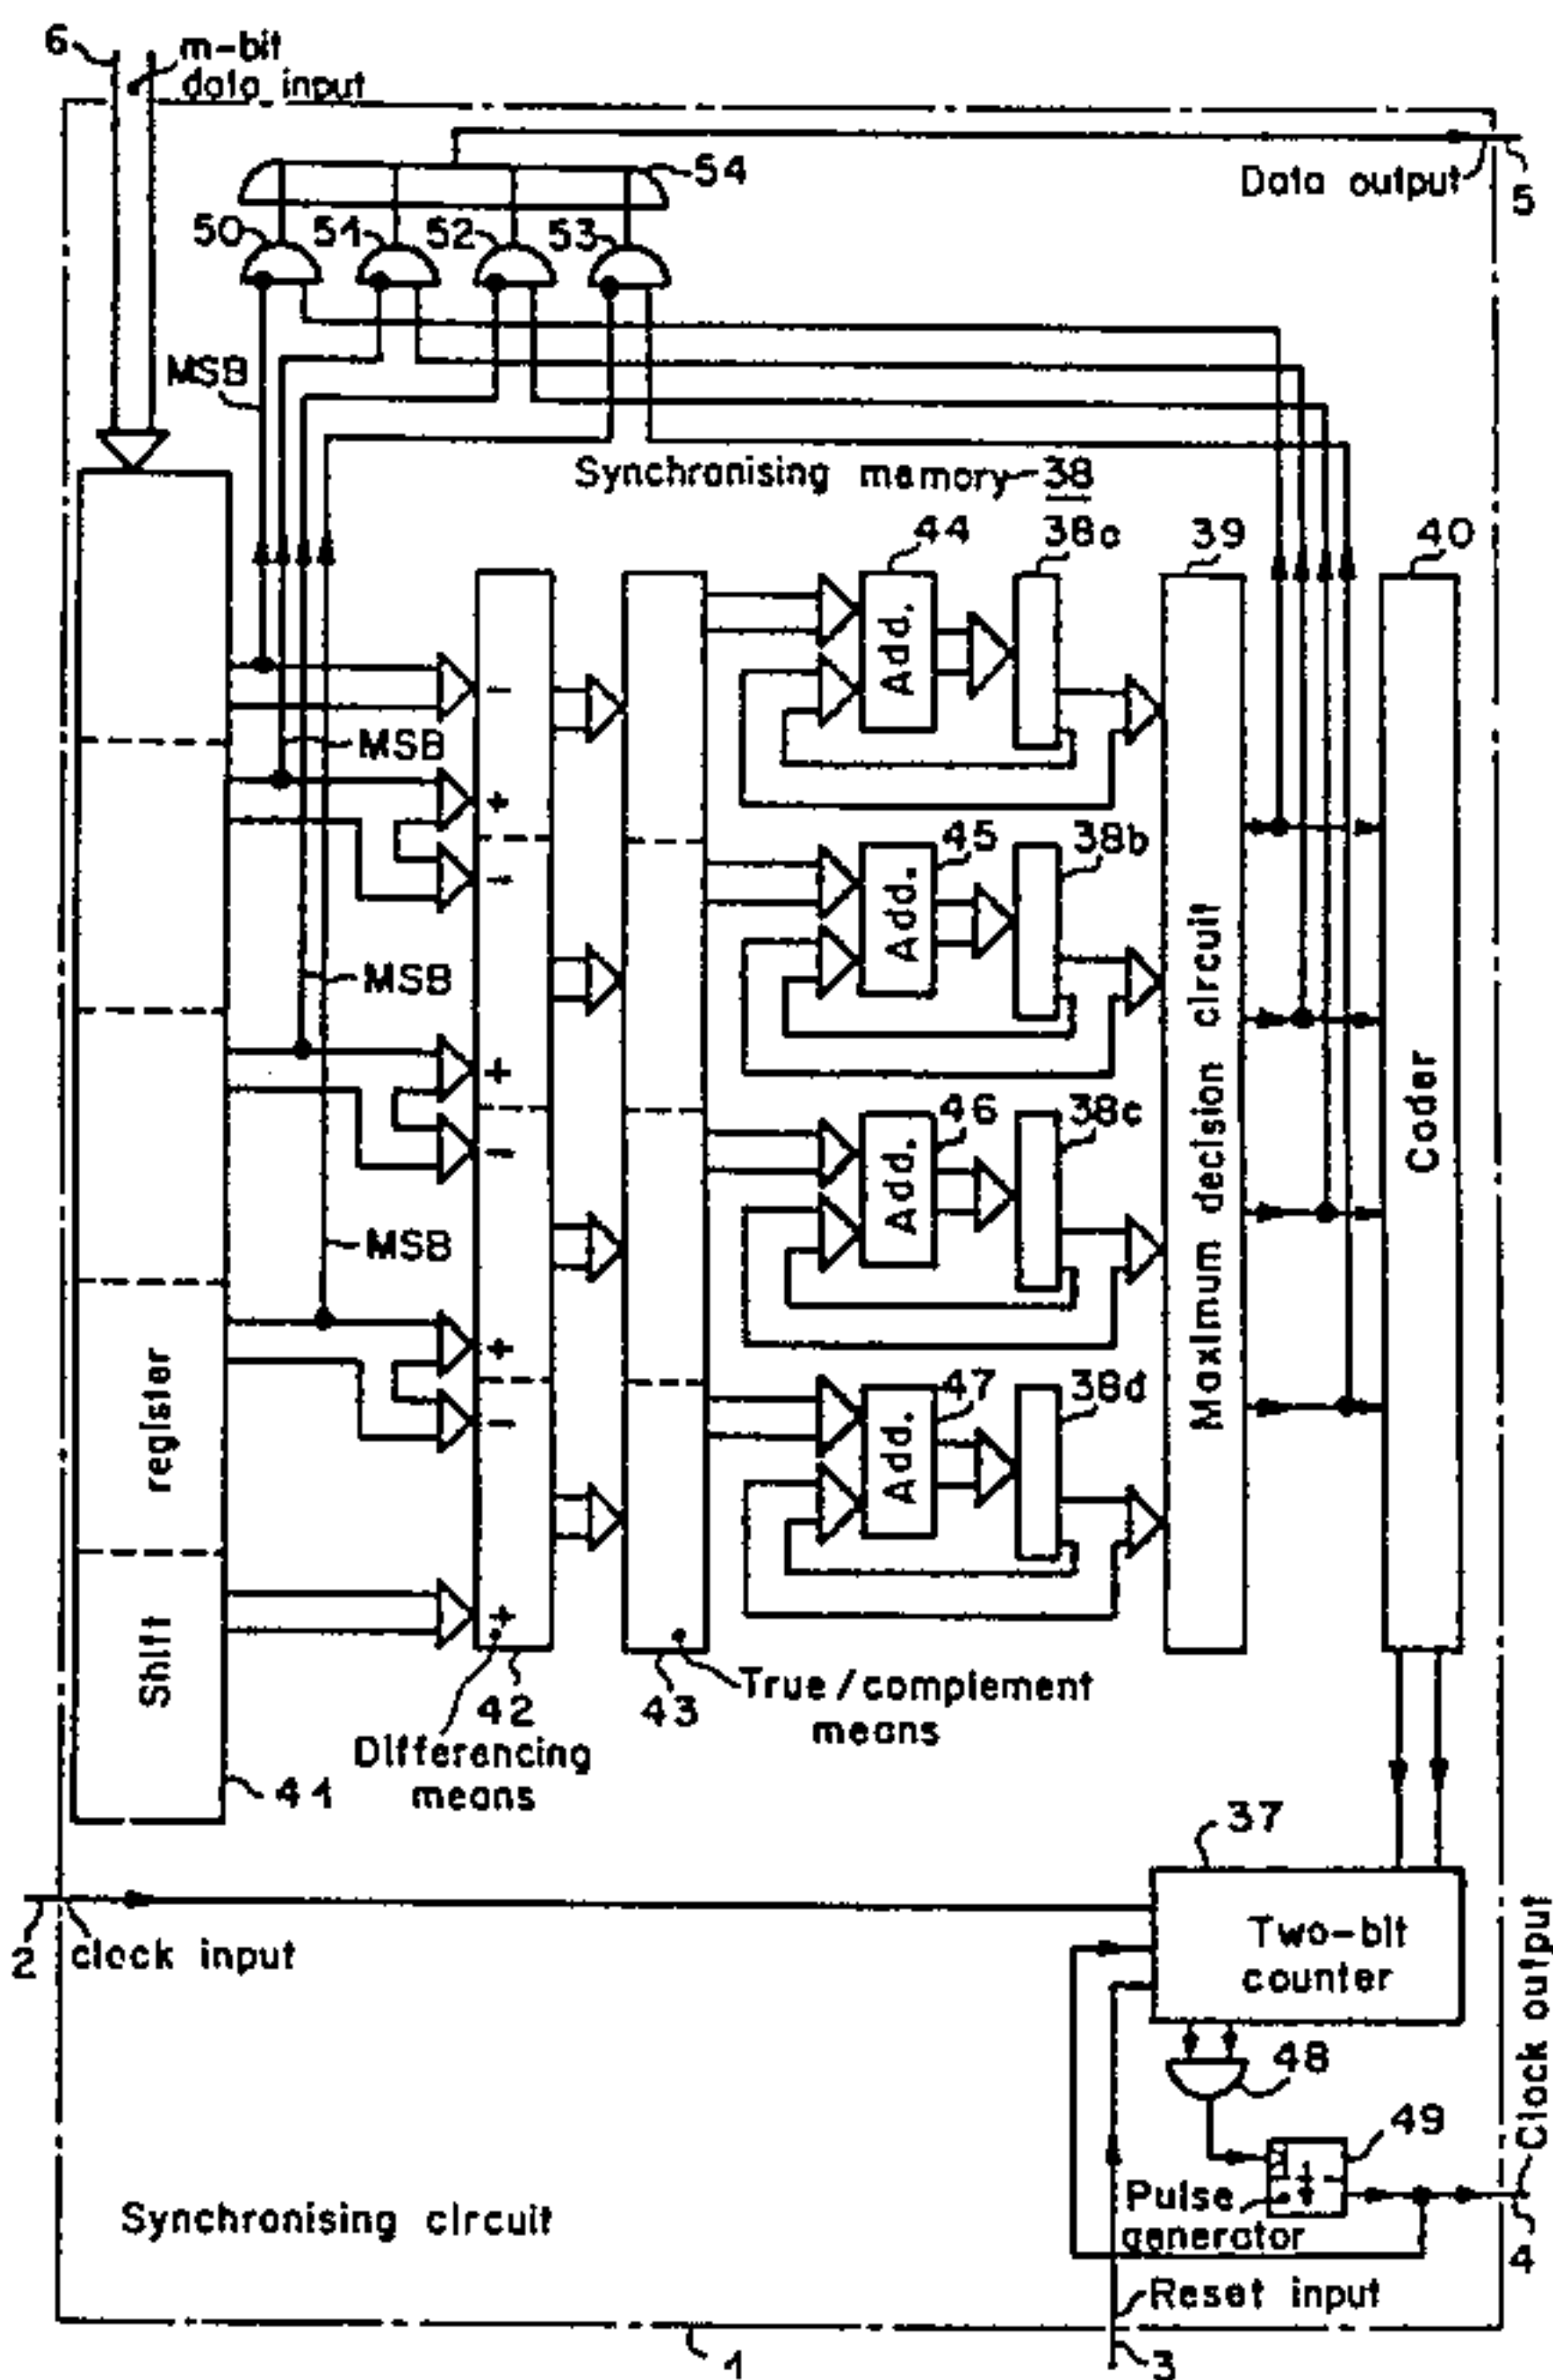 6
m-bit
data input
54
Data output
5
50
51
52
53
MSB
Synchronising memory 38
44
38a
39
40
Add.
-
MSB
+
-
45
38b
Add.
MSB
+
-
46
38c
Add.
MSB
+
-
47
38d
Add.
+
Maximum decision circuit
Coder
Shift register
41
42
Differencing
means
43
True/complement
means
37
2
clock input
Two-bit
counter
48
49
Clock output
Pulse
generator
4
Synchronising circuit
Reset input
1
3